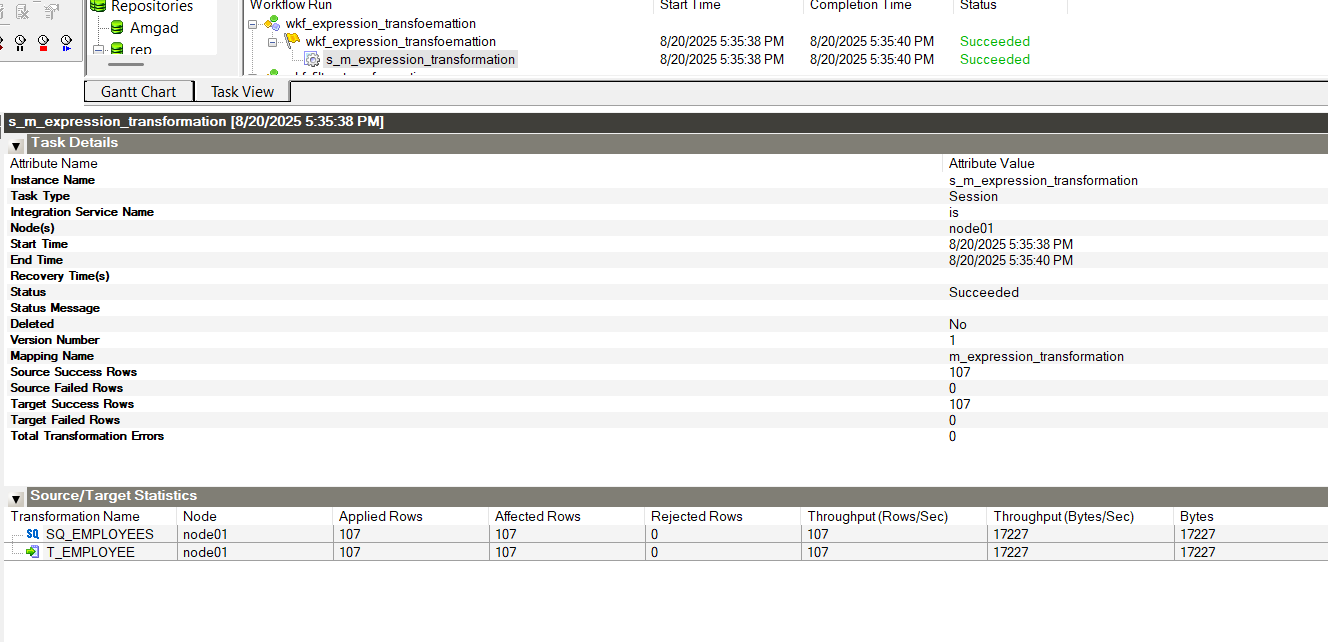 Repositories
Amgad
rep
Workflow Run Start Time Completion Time Status
wkf_expression_transfoemattion
wkf_expression_transfoemattion 8/20/2025 5:35:38 PM 8/20/2025 5:35:40 PM Succeeded
s_m_expression_transformation 8/20/2025 5:35:38 PM 8/20/2025 5:35:40 PM Succeeded
Gantt Chart Task View
s_m_expression_transformation [8/20/2025 5:35:38 PM]
Task Details
Attribute Name Attribute Value
Instance Name s_m_expression_transformation
Task Type Session
Integration Service Name is
Node(s) node01
Start Time 8/20/2025 5:35:38 PM
End Time 8/20/2025 5:35:40 PM
Recovery Time(s)
Status Succeeded
Status Message
Deleted No
Version Number 1
Mapping Name m_expression_transformation
Source Success Rows 107
Source Failed Rows 0
Target Success Rows 107
Target Failed Rows 0
Total Transformation Errors 0
Source/Target Statistics
Transformation Name Node Applied Rows Affected Rows Rejected Rows Throughput (Rows/Sec) Throughput (Bytes/Sec) Bytes
SQ SQ_EMPLOYEES node01 107 107 0 107 17227 17227
T_EMPLOYEE node01 107 107 0 107 17227 17227